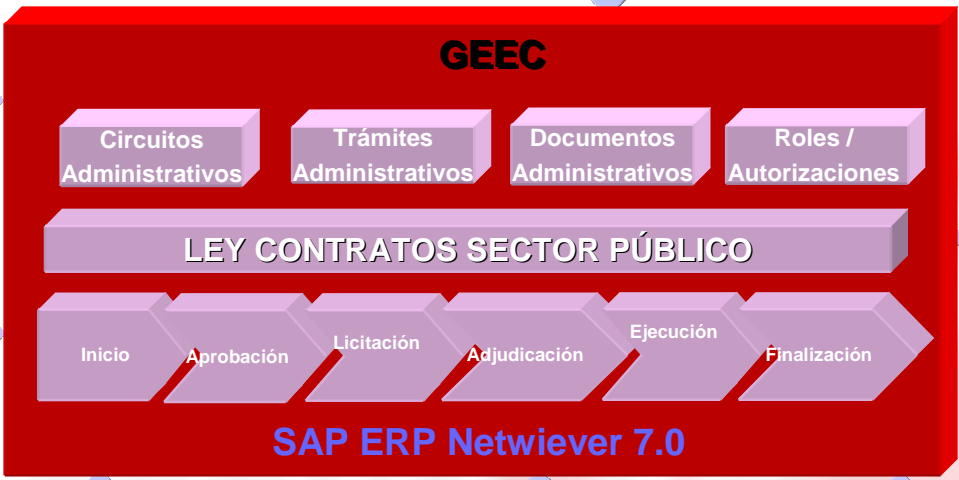 GEEC
Circuitos
Administrativos
Trámites
Administrativos
Documentos
Administrativos
Roles /
Autorizaciones
LEY CONTRATOS SECTOR PÚBLICO
Inicio
Aprobación
Licitación
Adjudicación
Ejecución
Finalización
SAP ERP Netwiever 7.0